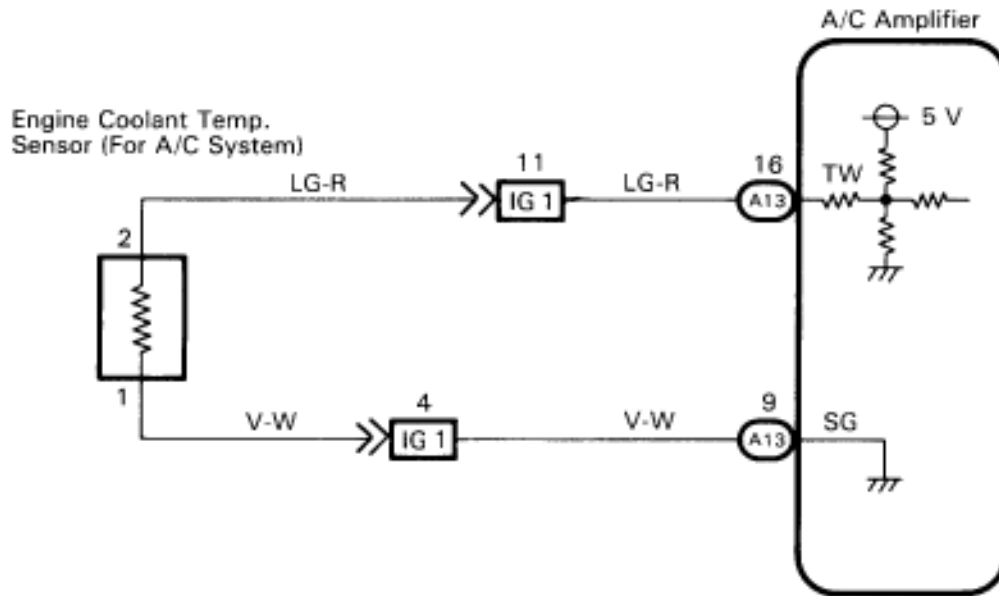 A/C Amplifier
5 V
Engine Coolant Temp.
Sensor (For A/C System)
LG-R
11
IG 1
LG-R
16
A13
TW
2
1
V-W
4
IG 1
V-W
9
A13
SG